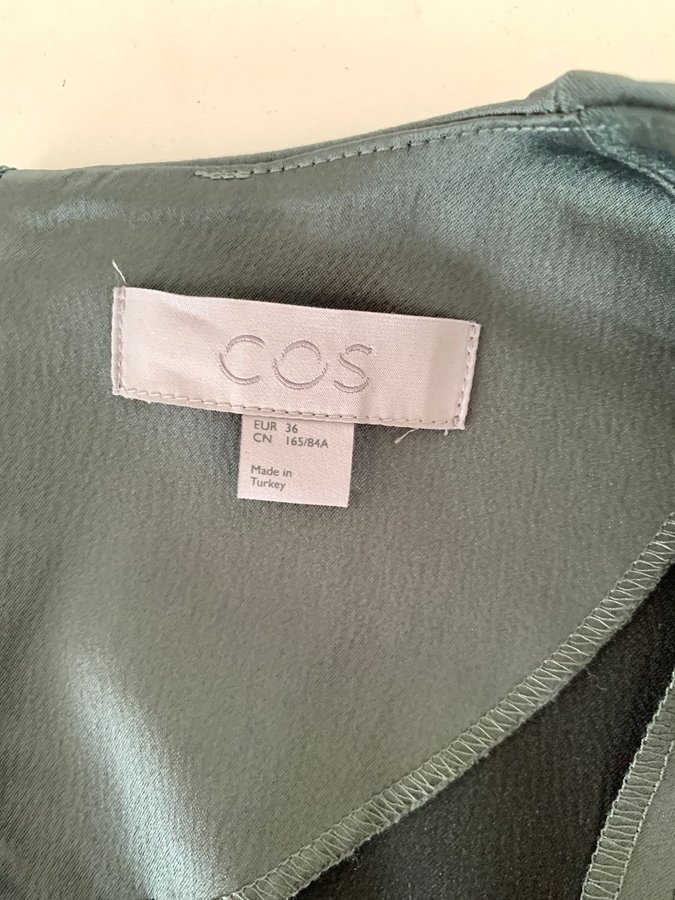 COS
EUR 36
CN 165/84A
Made in
Turkey